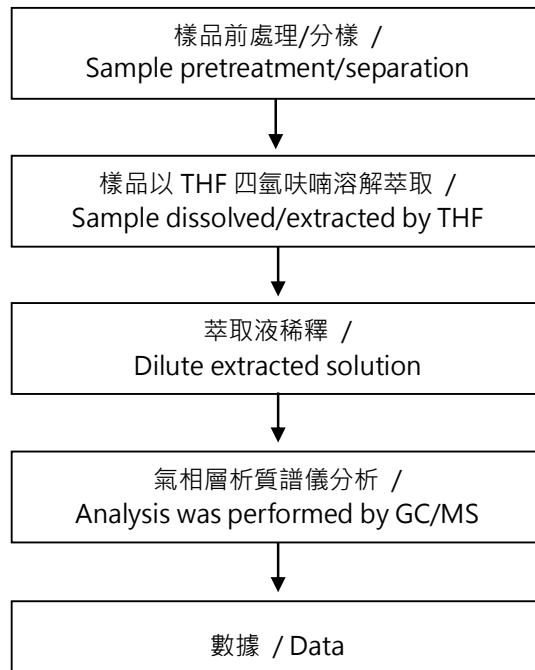 樣品前處理/分樣 /
Sample pretreatment/separation
樣品以 THF 四氫呋喃溶解萃取 /
Sample dissolved/extracted by THF
萃取液稀釋 /
Dilute extracted solution
氣相層析質譜儀分析 /
Analysis was performed by GC/MS
數據 / Data